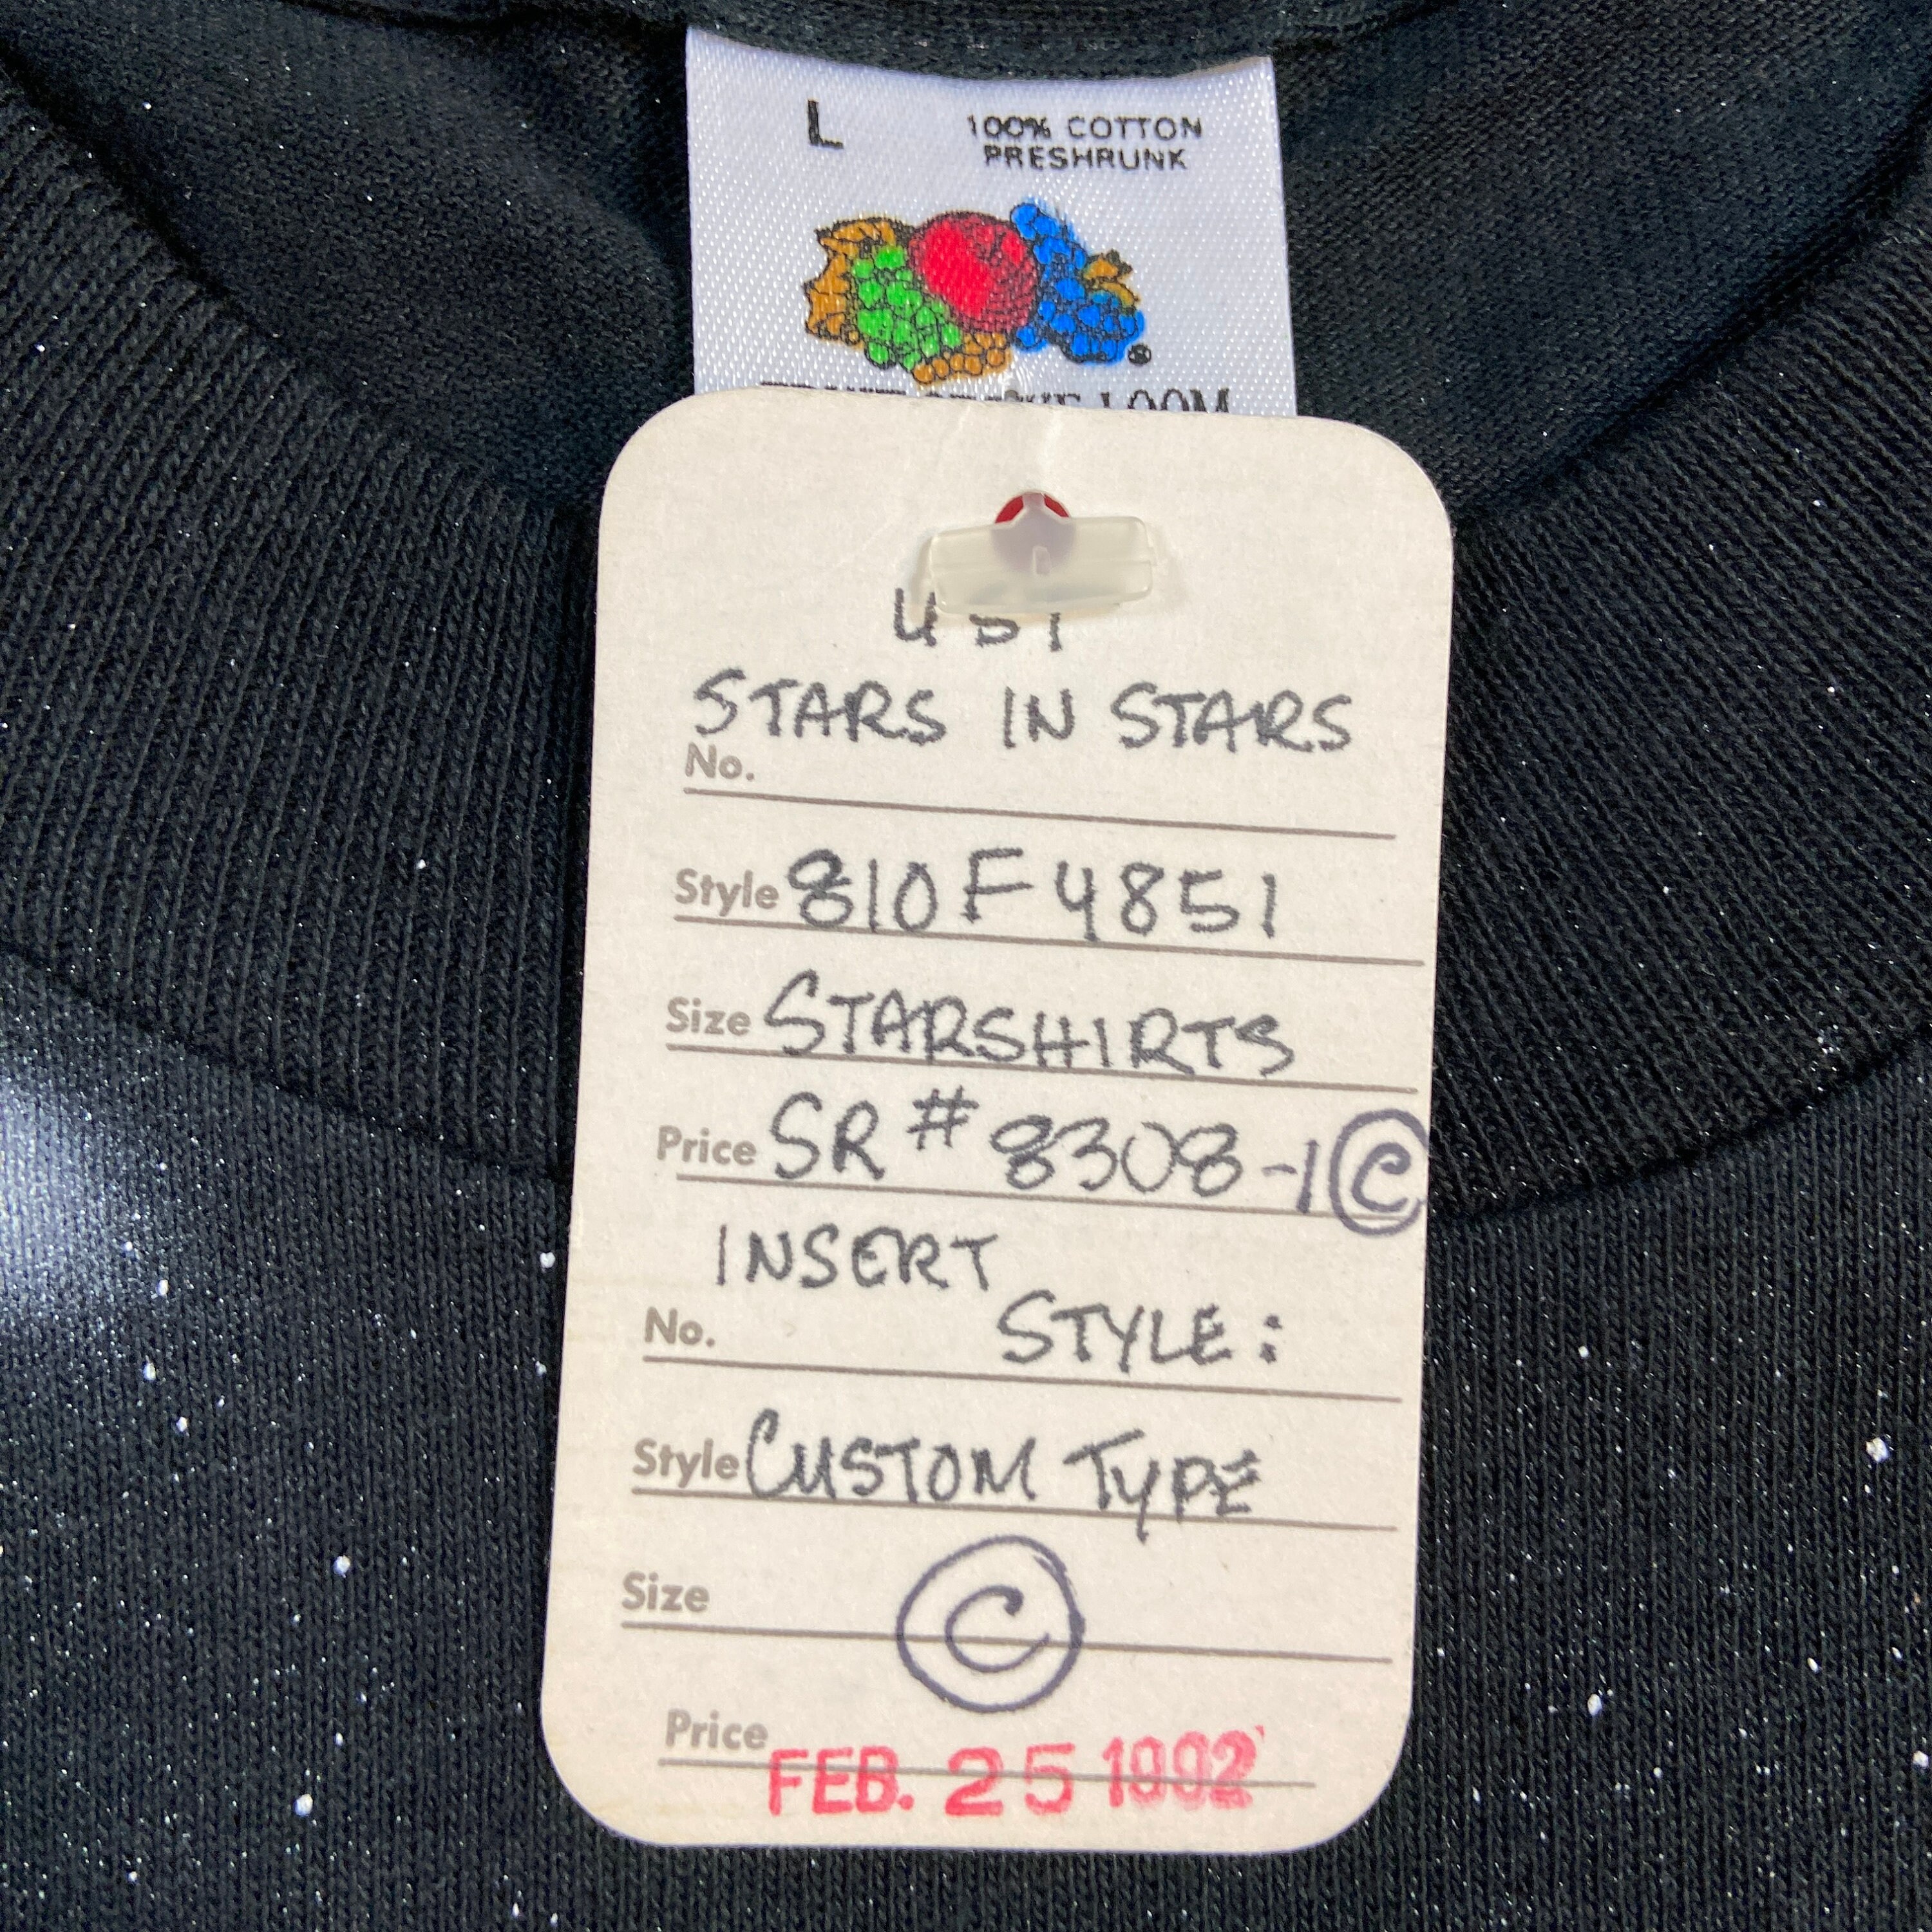 L
100% COTTON
PRESHRUNK
®
LOOM
STARS IN STARS
No.
Style 810F4851
Size STARSHIRTS
Price SR # 8308-1 ©
INSERT
No. STYLE:
Style CUSTOM TYPE
Size ©
Price FEB. 25 1992